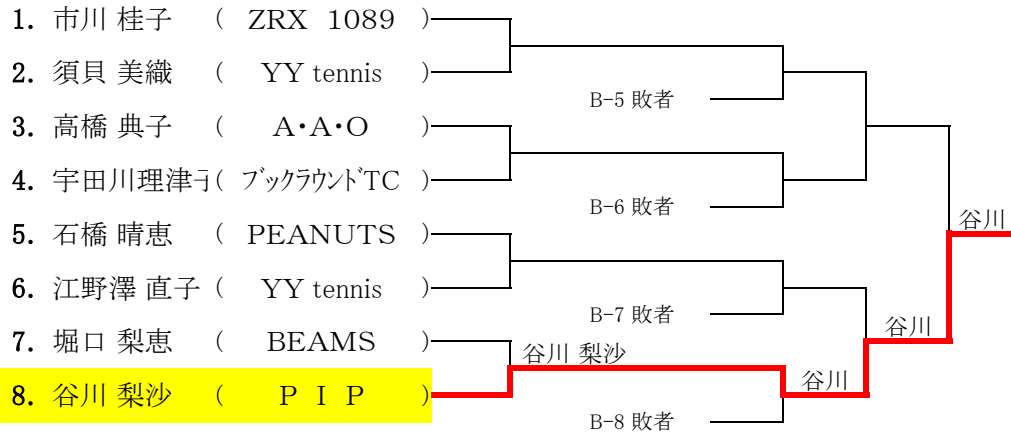 1. 市川 桂子 ( ZRX 1089 )
2. 須貝 美織 ( YY tennis )
B-5 敗者
3. 高橋 典子 ( A・A・O )
4. 宇田川理津子( ブックラウンドTC )
B-6 敗者
谷川
5. 石橋 晴恵 ( PEANUTS )
6. 江野澤 直子 ( YY tennis )
B-7 敗者
谷川
7. 堀口 梨恵 ( BEAMS )
谷川 梨沙
谷川
8. 谷川 梨沙 ( P I P )
B-8 敗者